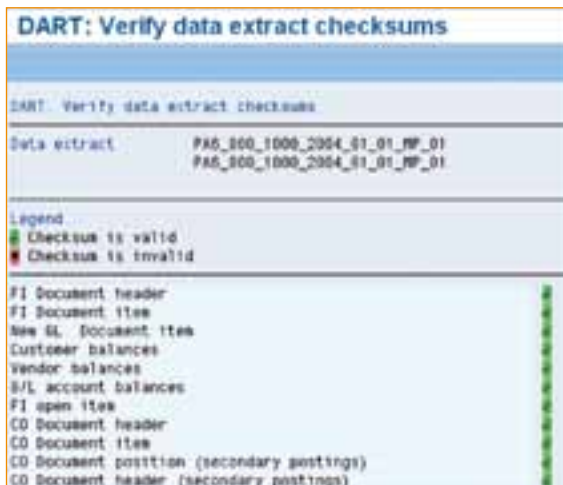 DART: Verify data extract checksums
DART: Verify data extract checksums
Data extract PA6_800_1000_2004_01_01_MP_01
PA6_800_1000_2004_01_01_MP_01
Legend
Checksum is valid
Checksum is invalid
FI Document header
FI Document item
New GL Document item
Customer balances
Vendor balances
G/L account balances
FI open item
CO Document header
CO Document item
CO Document position (secondary postings)
CO Document header (secondary postings)